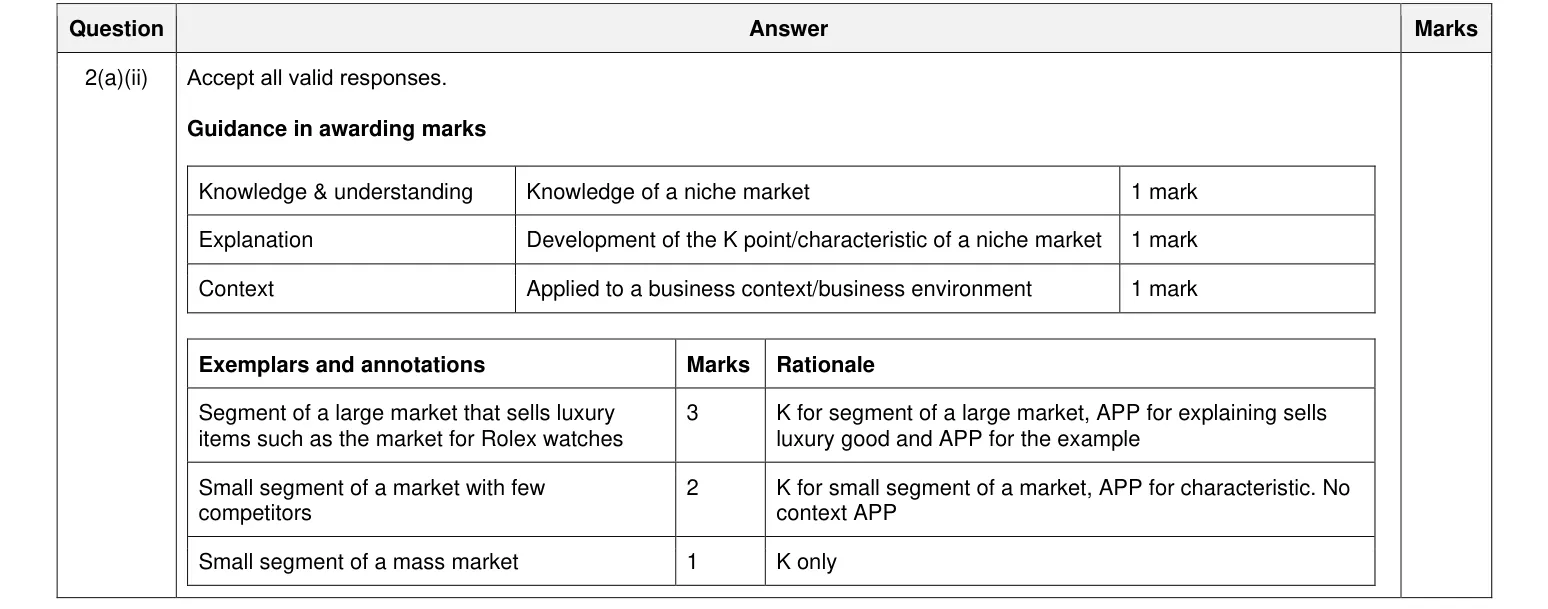 Question Answer Marks
2(a)(ii) Accept all valid responses.
Guidance in awarding marks
Knowledge & understanding Knowledge of a niche market 1 mark
Explanation Development of the K point/characteristic of a niche market 1 mark
Context Applied to a business context/business environment 1 mark
Exemplars and annotations Marks Rationale
Segment of a large market that sells luxury 3 K for segment of a large market, APP for explaining sells
items such as the market for Rolex watches luxury good and APP for the example
Small segment of a market with few 2 K for small segment of a market, APP for characteristic. No
competitors context APP
Small segment of a mass market 1 K only